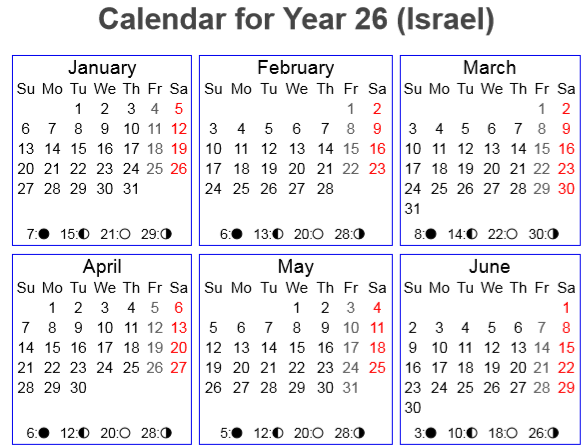 Calendar for Year 26 (Israel)
January
Su Mo Tu We Th Fr Sa
1 2 3 4 5
6 7 8 9 10 11 12
13 14 15 16 17 18 19
20 21 22 23 24 25 26
27 28 29 30 31
7:● 15:◐ 21:○ 29:◑
February
Su Mo Tu We Th Fr Sa
1 2
3 4 5 6 7 8 9
10 11 12 13 14 15 16
17 18 19 20 21 22 23
24 25 26 27 28
6:● 13:◐ 20:○ 28:◑
March
Su Mo Tu We Th Fr Sa
1 2
3 4 5 6 7 8 9
10 11 12 13 14 15 16
17 18 19 20 21 22 23
24 25 26 27 28 29 30
31
8:● 14:◐ 22:○ 30:◑
April
Su Mo Tu We Th Fr Sa
1 2 3 4 5 6
7 8 9 10 11 12 13
14 15 16 17 18 19 20
21 22 23 24 25 26 27
28 29 30
6:● 12:◐ 20:○ 28:◑
May
Su Mo Tu We Th Fr Sa
1 2 3 4
5 6 7 8 9 10 11
12 13 14 15 16 17 18
19 20 21 22 23 24 25
26 27 28 29 30 31
5:● 12:◐ 20:○ 28:◑
June
Su Mo Tu We Th Fr Sa
1
2 3 4 5 6 7 8
9 10 11 12 13 14 15
16 17 18 19 20 21 22
23 24 25 26 27 28 29
30
3:● 10:◐ 18:○ 26:◑